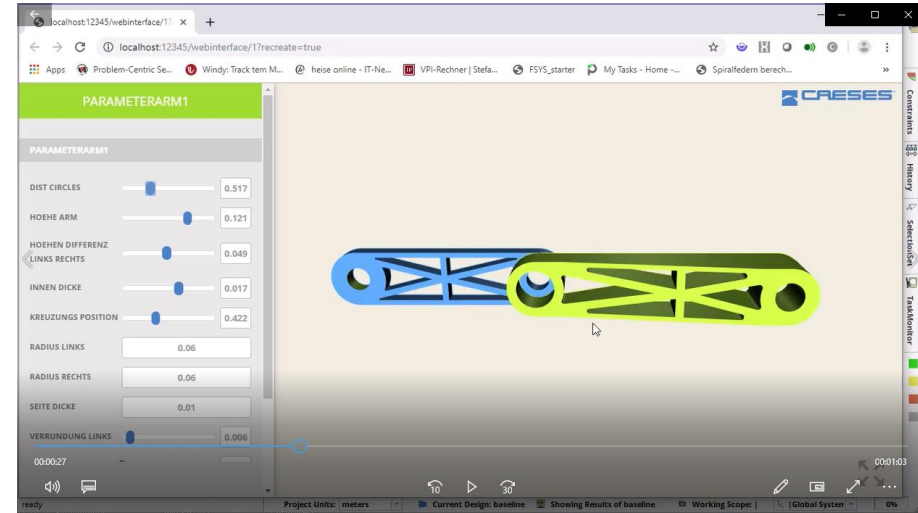 localhost:12345/webinterface/1?
localhost:12345/webinterface/1?recreate=true
Apps Problem-Centric Se... Windy: Track tem M... heise online - IT-Ne... VPI-Rechner | Stefa... FSYS_starter My Tasks - Home -... Spiralfedern berech... »
PARAMETERARM1
CAESES
PARAMETERARM1
DIST CIRCLES 0.517
HOEHE ARM 0.121
HOEHEN DIFFERENZ
LINKS RECHTS 0.049
INNEN DICKE 0.017
KREUZUNGS POSITION 0.422
RADIUS LINKS 0.06
RADIUS RECHTS 0.06
SEITE DICKE 0.01
VERRUNDUNG LINKS 0.006
Constraints
History
SelectionSet
TaskMonitor
00:00:27 00:01:03
10 30
ready Project Units: meters Current Design: baseline Showing Results of baseline Working Scope: | |Global System 0%